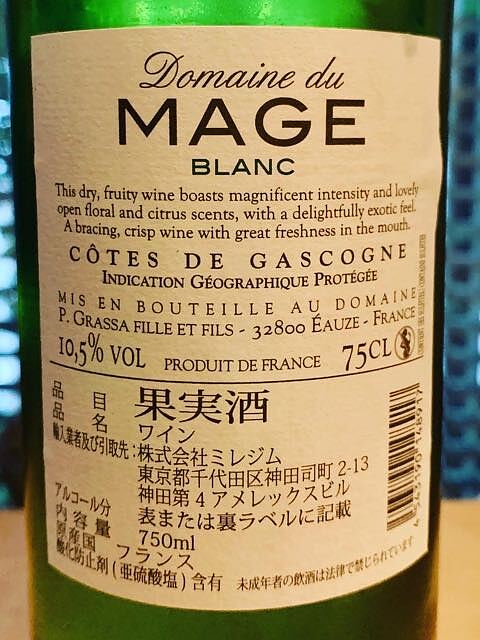 Domaine du
MAGE
BLANC
This dry, fruity wine boasts magnificent intensity and lovely
open floral and citrus scents, with a delightfully exotic feel.
A bracing, crisp wine with great freshness in the mouth.
CÔTES DE GASCOGNE
INDICATION GÉOGRAPHIQUE PROTÉGÉE
MIS EN BOUTEILLE AU DOMAINE
P. GRASSA FILLE ET FILS - 32800 ÉAUZE - FRANCE
10,5% VOL PRODUIT DE FRANCE 75CL
品目 果実酒
品名 ワイン
輸入業者及び引取先:株式会社ミレジム
東京都千代田区神田司町 2-13
神田第4アメレックスビル
アルコール分 表または裏ラベルに記載
内容量 750ml
原産国 フランス
酸化防止剤(亜硫酸塩)含有 未成年者の飲酒は法律で禁じられています